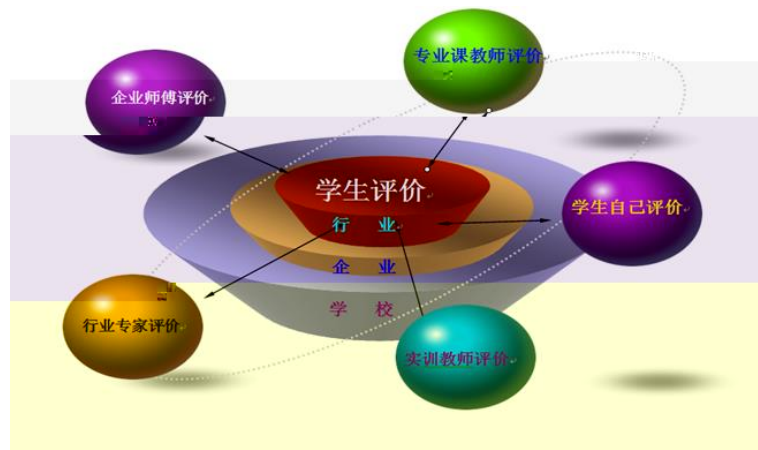 专业课教师评价
企业师傅评价
学生评价
学生自己评价
行 业
企 业
学 校
行业专家评价
实训教师评价